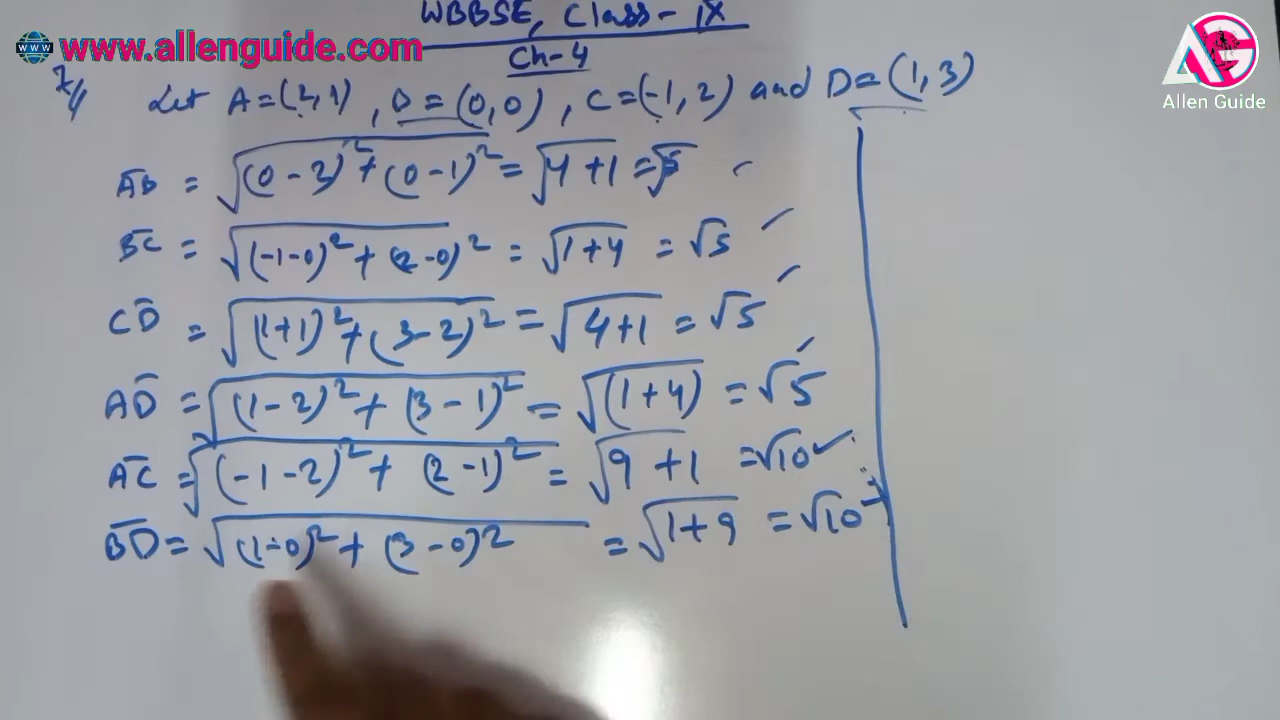 WBBSE, Class - IX
www.allenguide.com
Ch-4
Allen Guide
7/ Let A = (2,1) , B = (0,0) , C = (-1, 2) and D = (1, 3)
AB = √(0 - 2)² + (0 - 1)² = √4 + 1 = √5
BC = √(-1-0)² + (2-0)² = √1+4 = √5
CD = √(1+1)² + (3-2)² = √4+1 = √5
AD = √(1-2)² + (3-1)² = √(1+4) = √5
AC = √(-1-2)² + (2-1)² = √9+1 = √10
BD = √(1-0)² + (3-0)² = √1+9 = √10